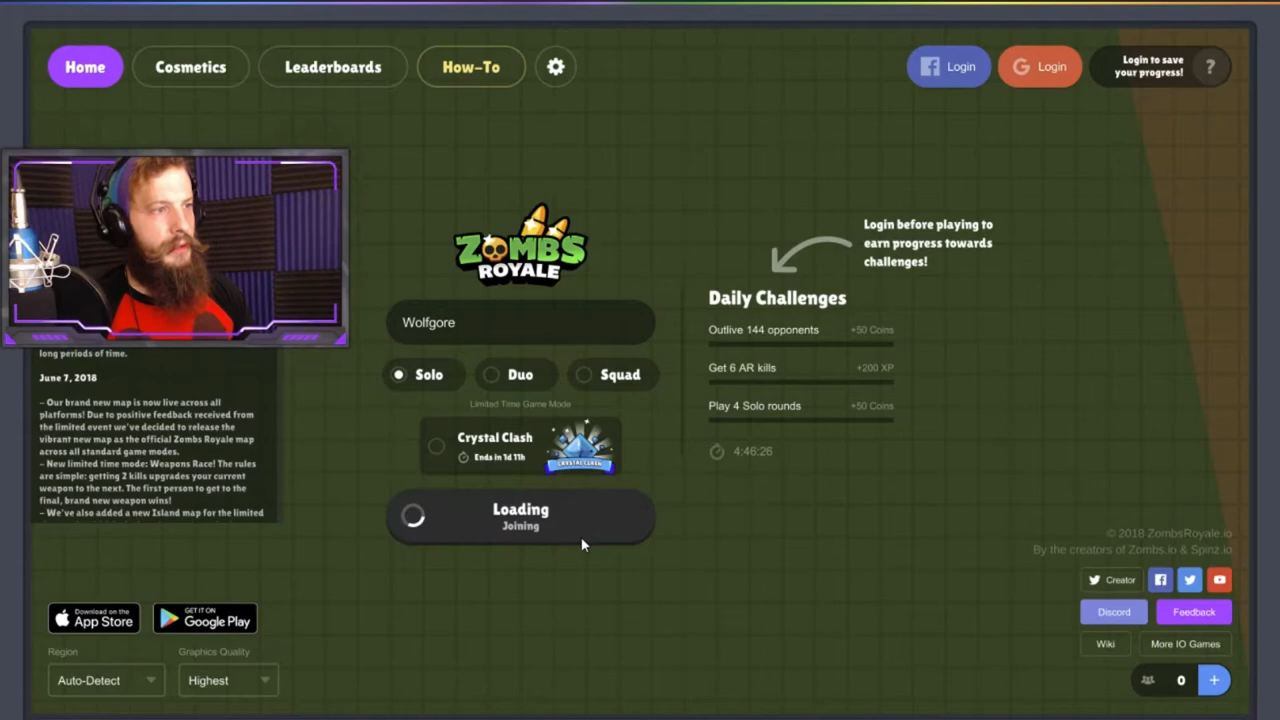 Home
Cosmetics
Leaderboards
How-To
Login
G Login
Login to save
your progress!
?
long periods of time.
June 7, 2018
- Our brand new map is now live across all
platforms! Due to positive feedback received from
the limited event we've decided to release the
vibrant new map as the official Zombs Royale map
across all standard game modes.
- New limited time mode: Weapons Race! The rules
are simple: getting 2 kills upgrades your current
weapon to the next. The first person to get to the
final, brand new weapon wins!
- We've also added a new Island map for the limited
ZOMBS
ROYALE
Wolfgore
Solo
Duo
Squad
Limited Time Game Mode
Crystal Clash
Ends in 1d 11h
CRYSTAL CLASH
Loading
Joining
Login before playing to
earn progress towards
challenges!
Daily Challenges
Outlive 144 opponents +50 Coins
Get 6 AR kills +200 XP
Play 4 Solo rounds +50 Coins
4:46:26
Download on the
App Store
GET IT ON
Google Play
Region
Auto-Detect
Graphics Quality
Highest
© 2018 ZombsRoyale.io
By the creators of Zombs.io & Spinz.io
Creator
Discord
Feedback
Wiki
More IO Games
0
+